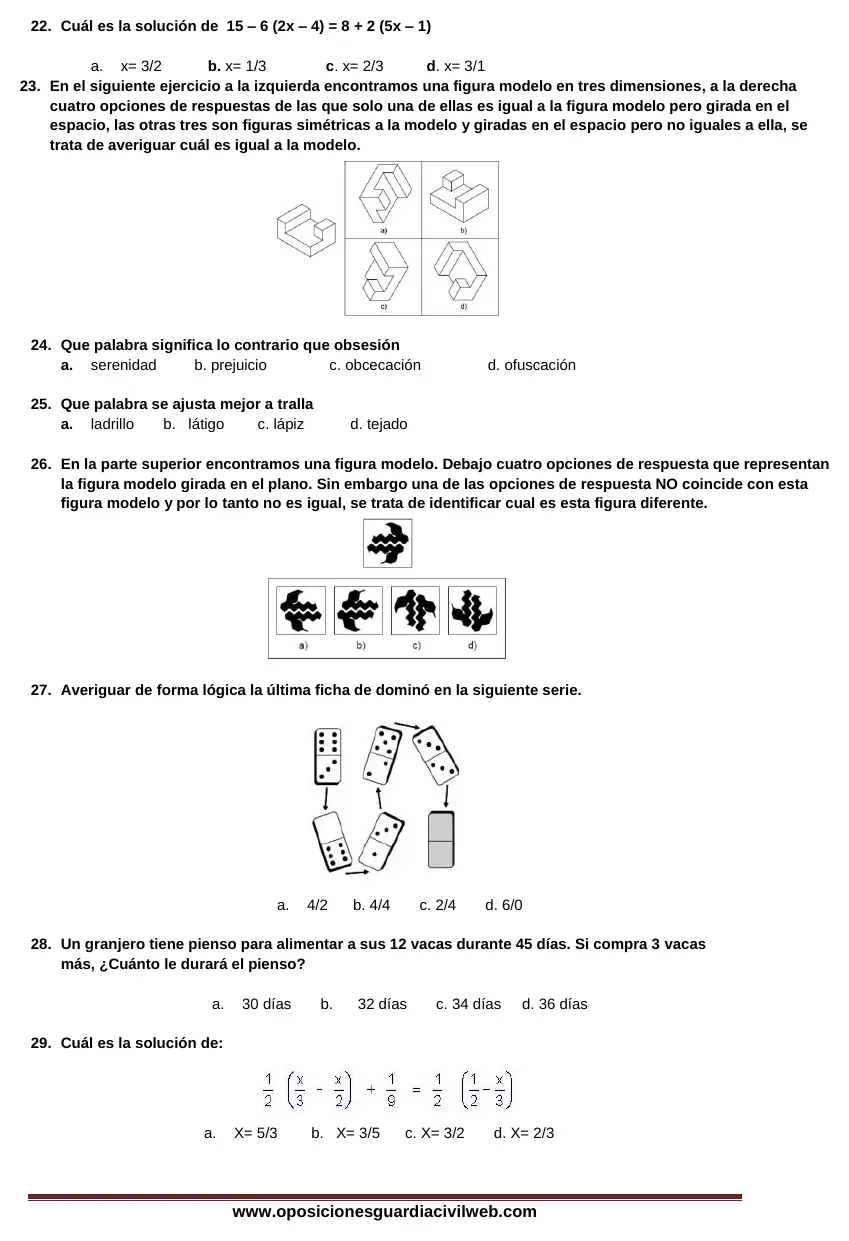 22. Cuál es la solución de 15 – 6 (2x – 4) = 8 + 2 (5x – 1)
a. x= 3/2 b. x= 1/3 c. x= 2/3 d. x= 3/1
23. En el siguiente ejercicio a la izquierda encontramos una figura modelo en tres dimensiones, a la derecha
cuatro opciones de respuestas de las que solo una de ellas es igual a la figura modelo pero girada en el
espacio, las otras tres son figuras simétricas a la modelo y giradas en el espacio pero no iguales a ella, se
trata de averiguar cuál es igual a la modelo.
a) b)
c) d)
24. Que palabra significa lo contrario que obsesión
a. serenidad b. prejuicio c. obcecación d. ofuscación
25. Que palabra se ajusta mejor a tralla
a. ladrillo b. látigo c. lápiz d. tejado
26. En la parte superior encontramos una figura modelo. Debajo cuatro opciones de respuesta que representan
la figura modelo girada en el plano. Sin embargo una de las opciones de respuesta NO coincide con esta
figura modelo y por lo tanto no es igual, se trata de identificar cual es esta figura diferente.
a) b) c) d)
27. Averiguar de forma lógica la última ficha de dominó en la siguiente serie.
a. 4/2 b. 4/4 c. 2/4 d. 6/0
28. Un granjero tiene pienso para alimentar a sus 12 vacas durante 45 días. Si compra 3 vacas
más, ¿Cuánto le durará el pienso?
a. 30 días b. 32 días c. 34 días d. 36 días
29. Cuál es la solución de:
1/2 (x/3 - x/2) + 1/9 = 1/2 (1/2 - x/3)
a. X= 5/3 b. X= 3/5 c. X= 3/2 d. X= 2/3
www.oposicionesguardiacivilweb.com